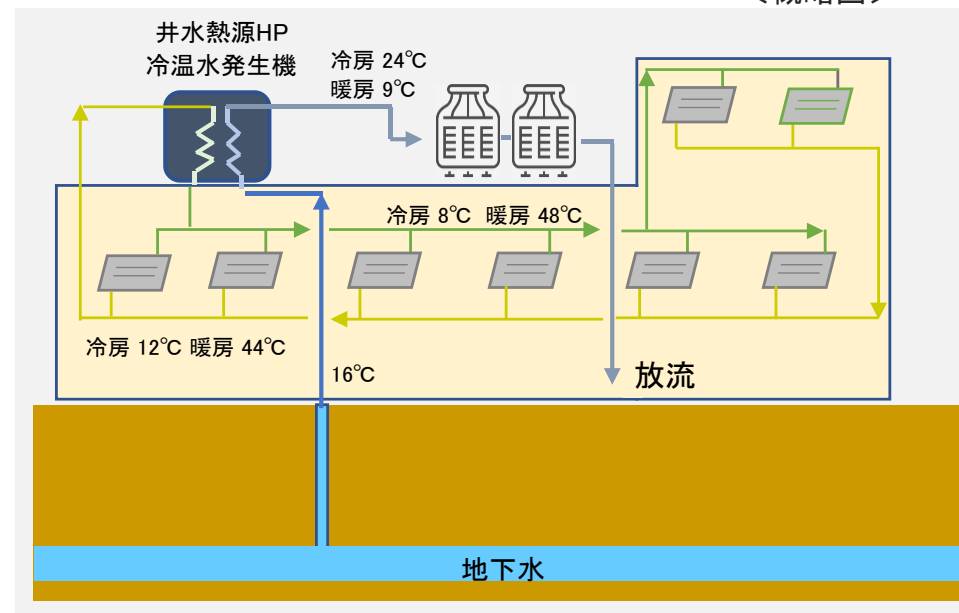 井水熱源HP
冷温水発生機
冷房 24℃
暖房 9℃
冷房 8℃ 暖房 48℃
冷房 12℃ 暖房 44℃
16℃
放流
地下水